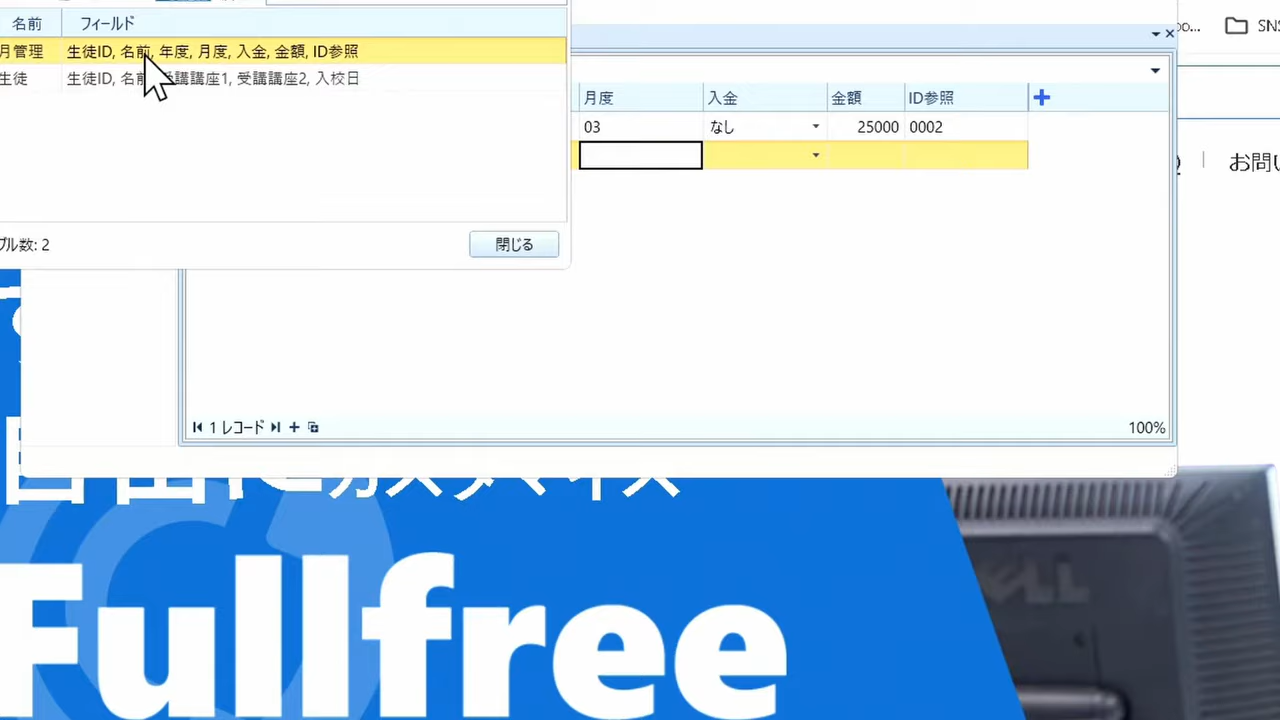 名前 フィールド
月管理 生徒ID, 名前, 年度, 月度, 入金, 金額, ID参照
生徒 生徒ID, 名前, 受講講座1, 受講講座2, 入校日
ブル数: 2 閉じる
月度 入金 金額 ID参照
03 なし 25000 0002
1 レコード 100%
SNS
お問い
Fullfree
DELL